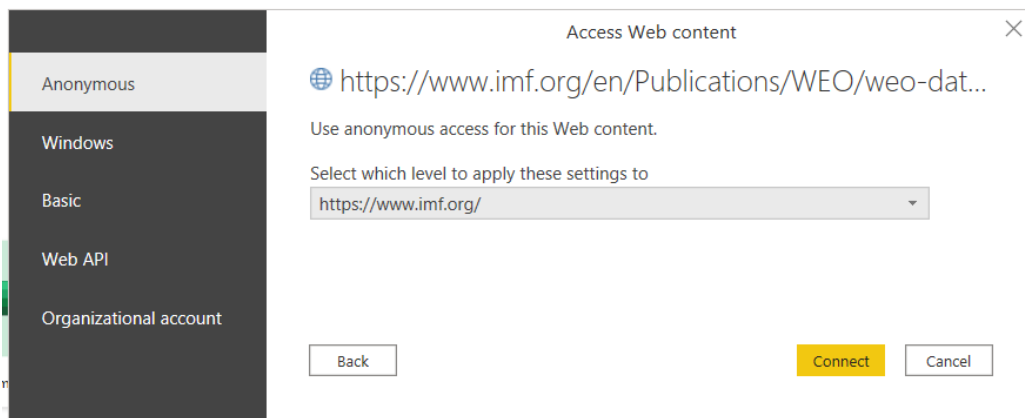 Access Web content
Anonymous
Windows
Basic
Web API
Organizational account
https://www.imf.org/en/Publications/WEO/weo-dat...
Use anonymous access for this Web content.
Select which level to apply these settings to
https://www.imf.org/
Back
Connect
Cancel